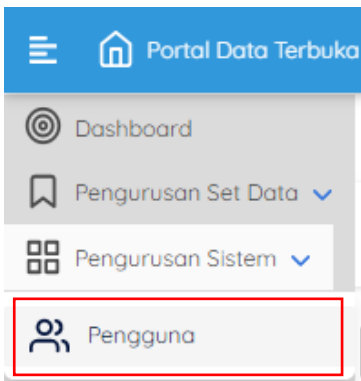 Portal Data Terbuka
Dashboard
Pengurusan Set Data
Pengurusan Sistem
Pengguna